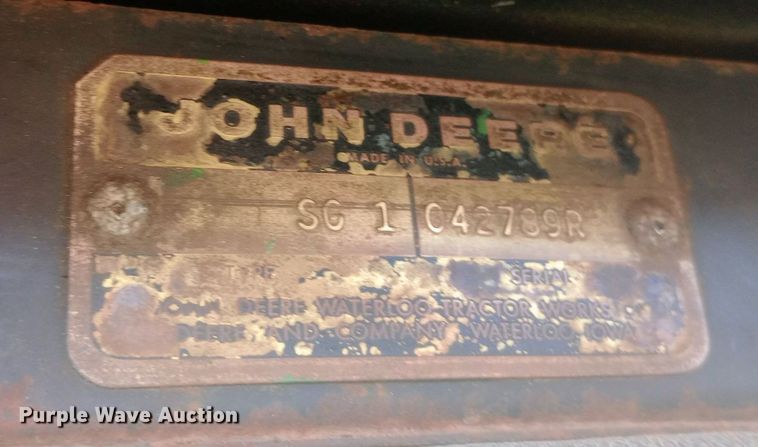 JOHN DEERE
MADE IN U.S.A.
SG 1 042789R
TYPE SERIAL
JOHN DEERE WATERLOO TRACTOR WORKS OF
DEERE AND COMPANY WATERLOO, IOWA
Purple Wave Auction